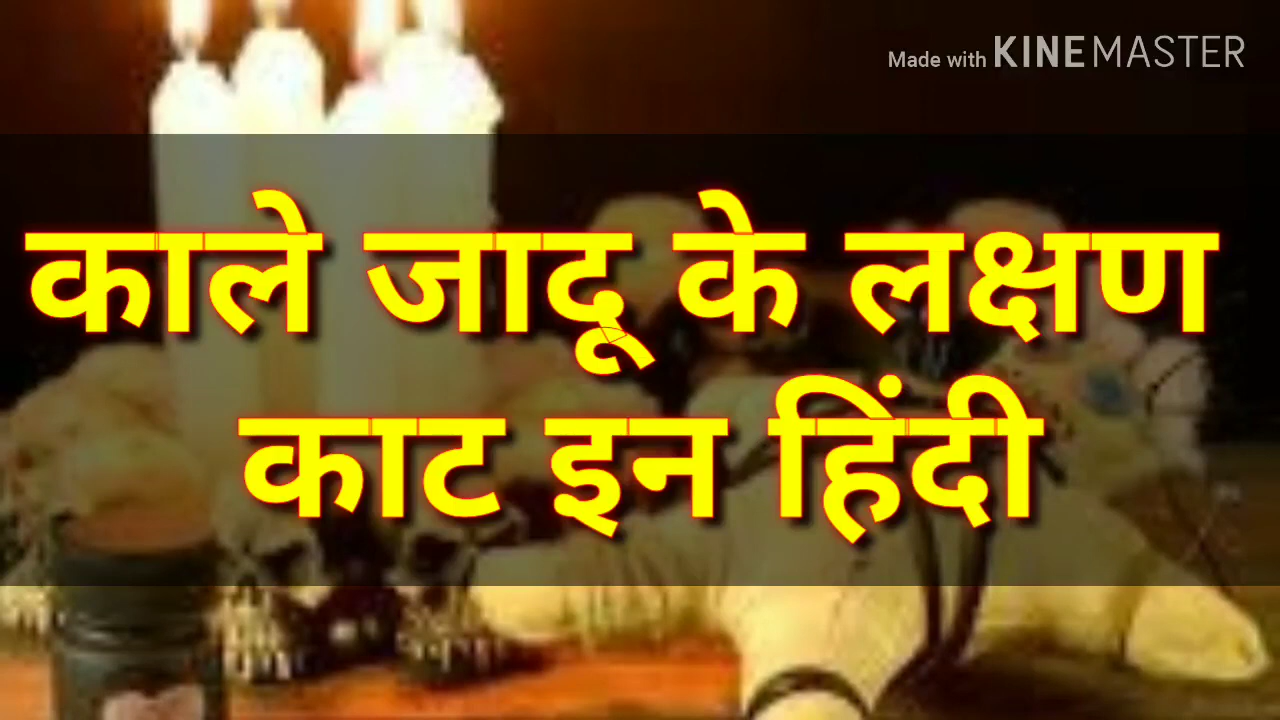 Made with KINEMASTER
काले जादू के लक्षण
काट इन हिंदी